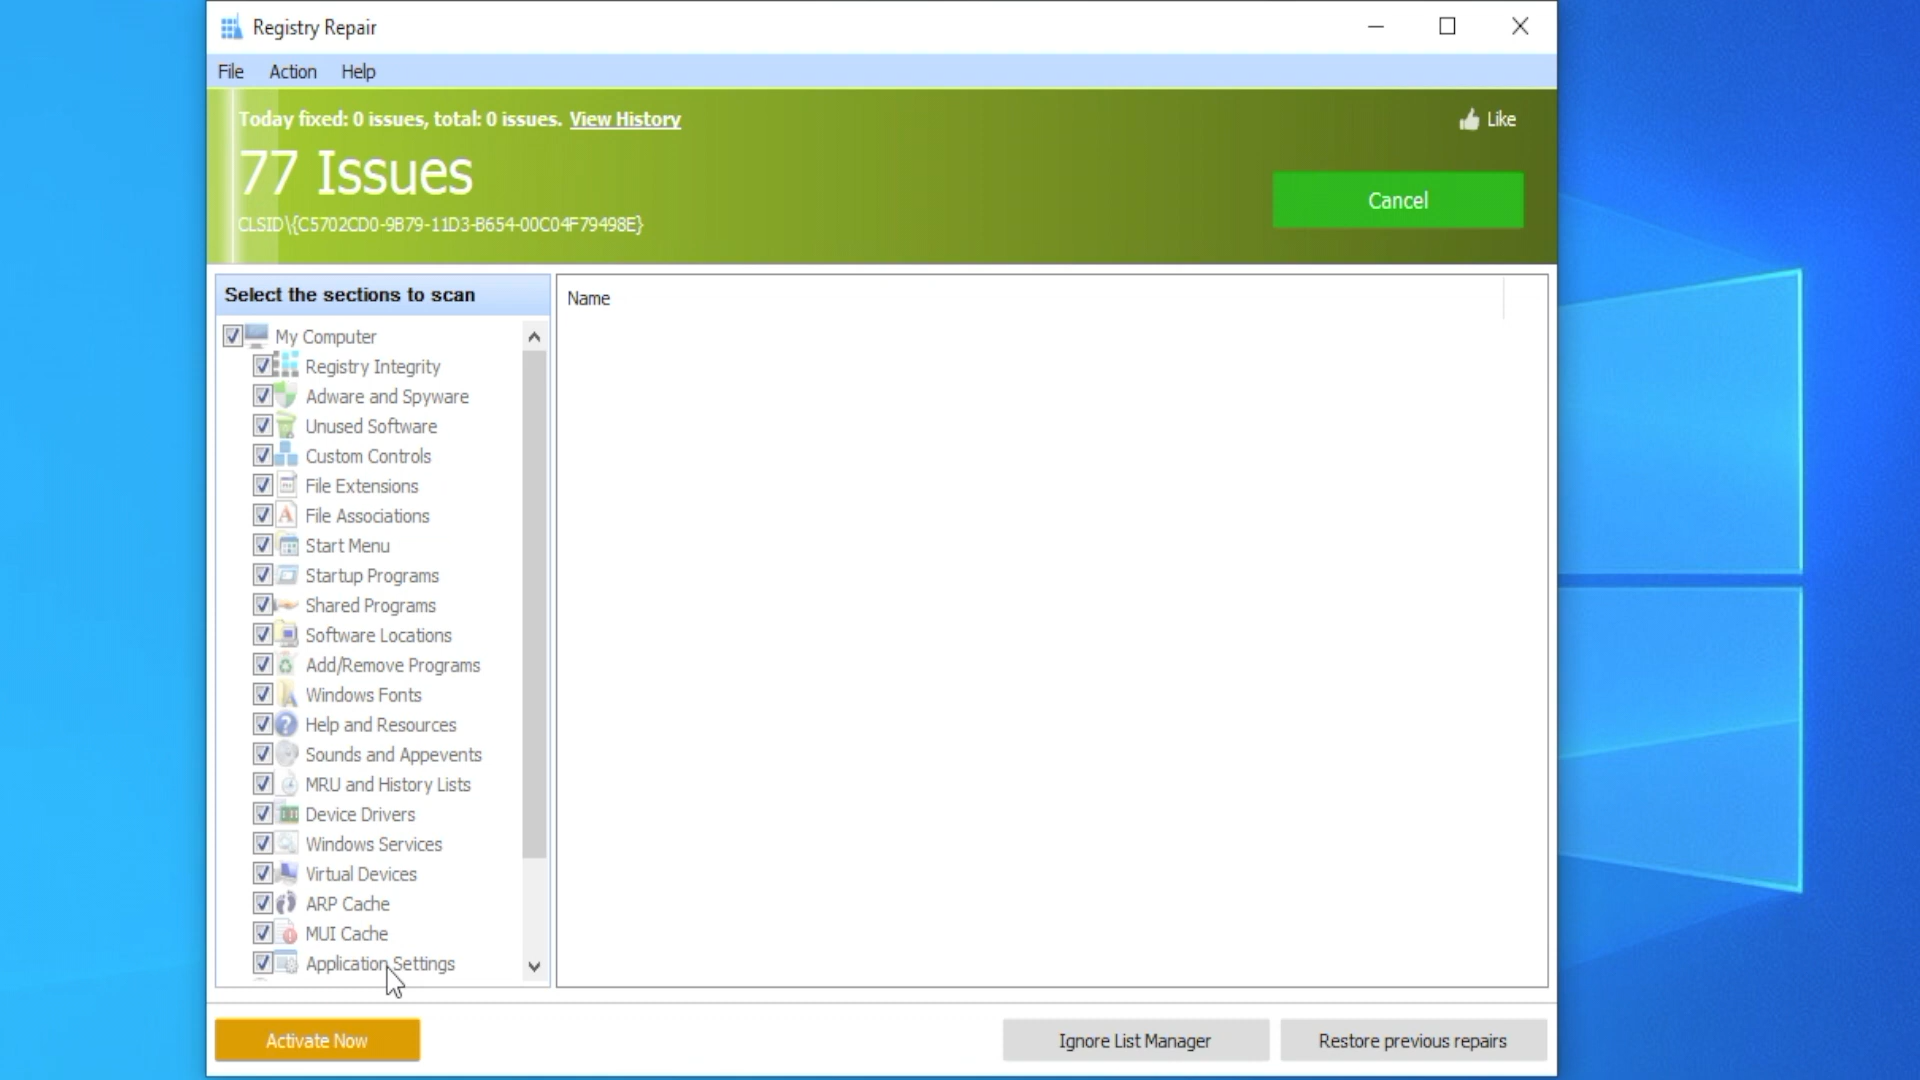 Registry Repair
File Action Help
Today fixed: 0 issues, total: 0 issues. View History
Like
77 Issues
Cancel
CLSID\{C5702CD0-9B79-11D3-B654-00C04F79498E}
Select the sections to scan
Name
My Computer
Registry Integrity
Adware and Spyware
Unused Software
Custom Controls
File Extensions
File Associations
Start Menu
Startup Programs
Shared Programs
Software Locations
Add/Remove Programs
Windows Fonts
Help and Resources
Sounds and Appevents
MRU and History Lists
Device Drivers
Windows Services
Virtual Devices
ARP Cache
MUI Cache
Application Settings
Activate Now
Ignore List Manager
Restore previous repairs